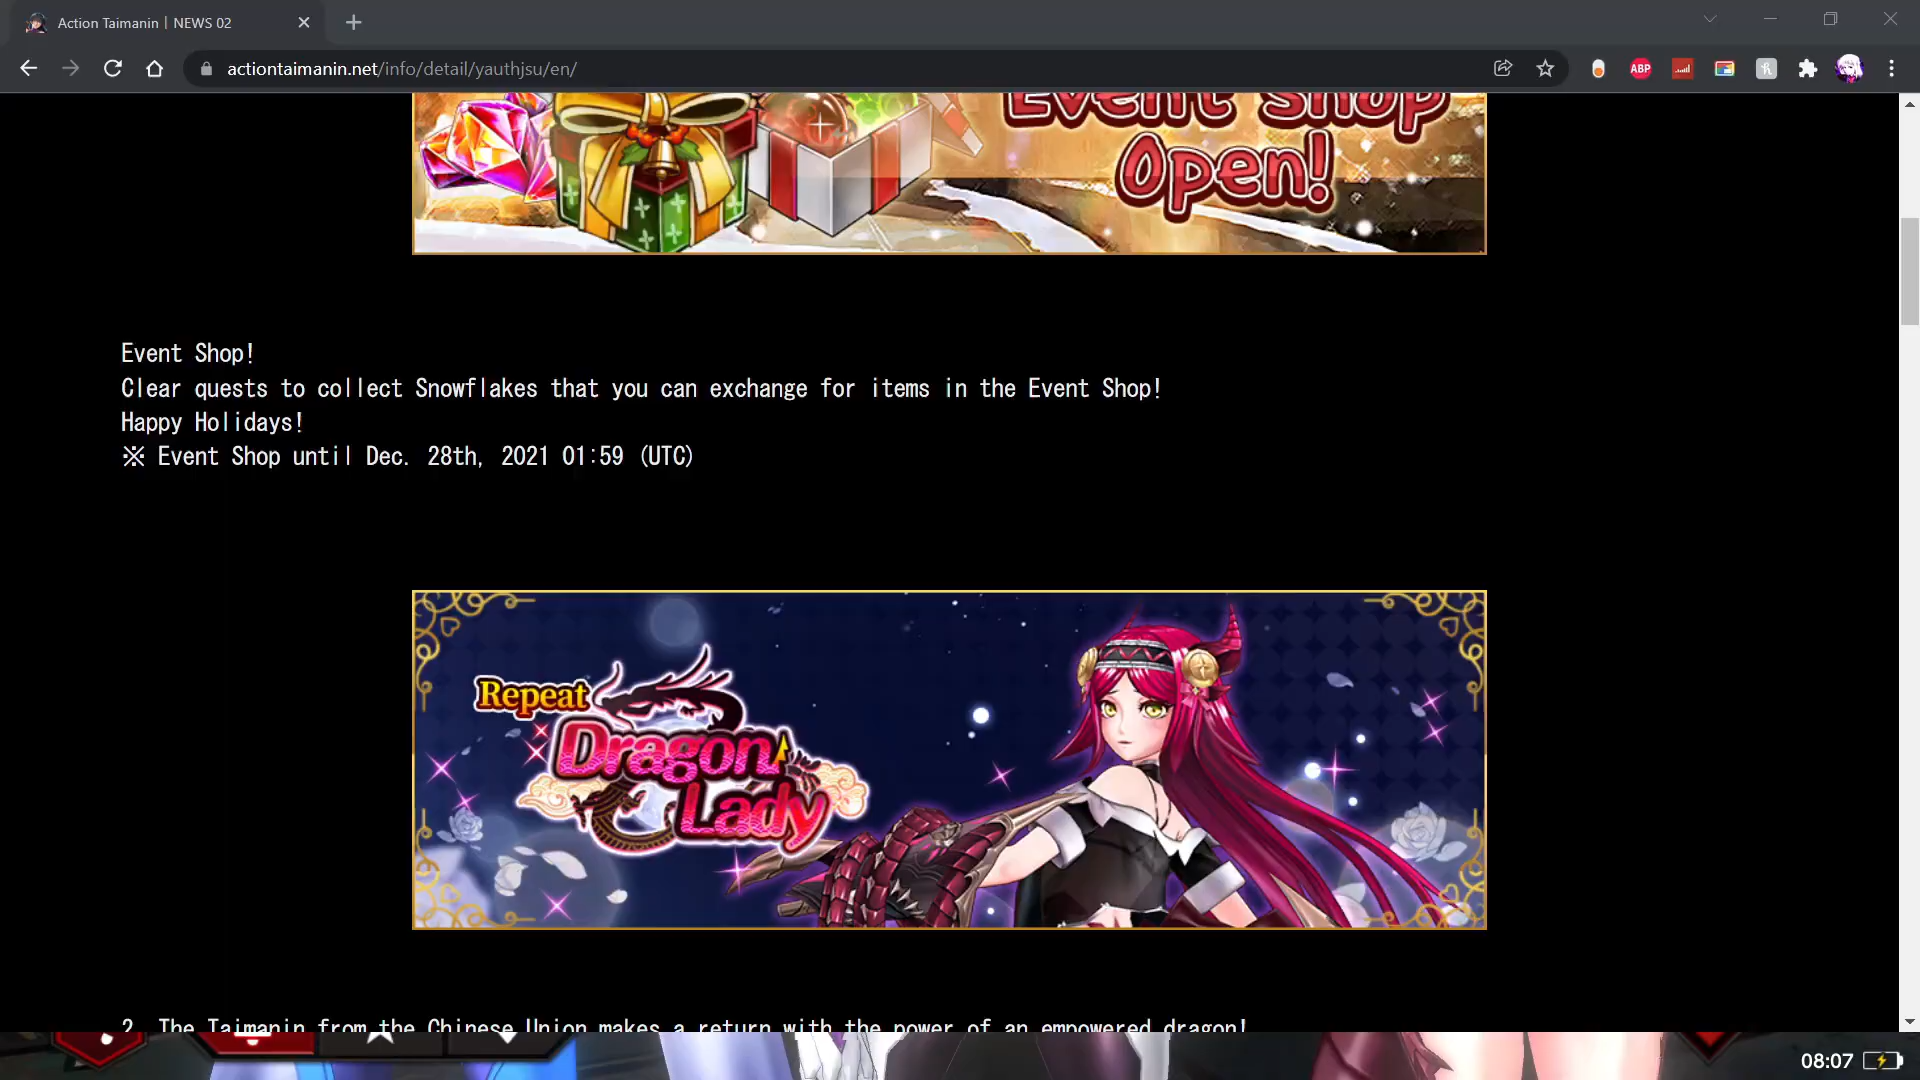 Action Taimanin | NEWS 02
actiontaimanin.net/info/detail/yauthjsu/en/
ABP
Event Shop
Open!
Event Shop!
Clear quests to collect Snowflakes that you can exchange for items in the Event Shop!
Happy Holidays!
※ Event Shop until Dec. 28th, 2021 01:59 (UTC)
Repeat
Dragon
Lady
2. The Taimanin from the Chinese Union makes a return with the power of an empowered dragon!
08:07